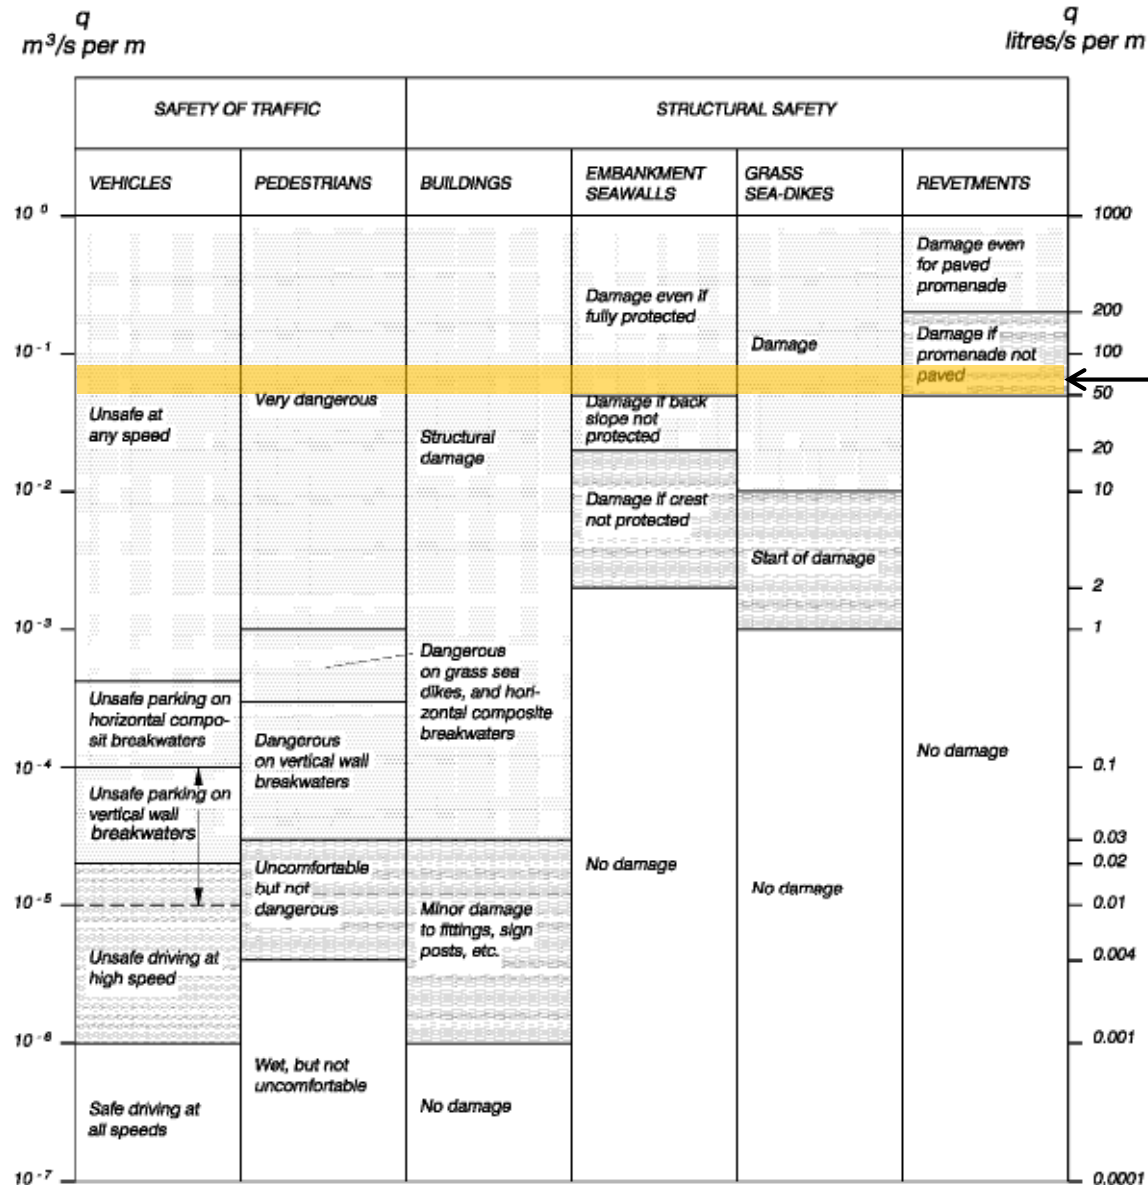 q
m³/s per m
q
litres/s per m
SAFETY OF TRAFFIC
STRUCTURAL SAFETY
VEHICLES
PEDESTRIANS
BUILDINGS
EMBANKMENT
SEAWALLS
GRASS
SEA-DIKES
REVETMENTS
10⁰
10⁻¹
10⁻²
10⁻³
10⁻⁴
10⁻⁵
10⁻⁶
10⁻⁷
Unsafe at
any speed
Unsafe parking on
horizontal compo-
sit breakwaters
Unsafe parking on
vertical wall
breakwaters
Unsafe driving at
high speed
Safe driving at
all speeds
Very dangerous
Dangerous
on grass sea
dikes, and hori-
zontal composite
breakwaters
Dangerous
on vertical wall
breakwaters
Uncomfortable
but not
dangerous
Wet, but not
uncomfortable
Structural
damage
Minor damage
to fittings, sign
posts, etc.
No damage
Damage even if
fully protected
Damage if back
slope not
protected
Damage if crest
not protected
No damage
Damage
Start of damage
No damage
Damage even
for paved
promenade
Damage if
promenade not
paved
No damage
1000
200
100
50
20
10
2
1
0.1
0.03
0.02
0.01
0.004
0.001
0.0001